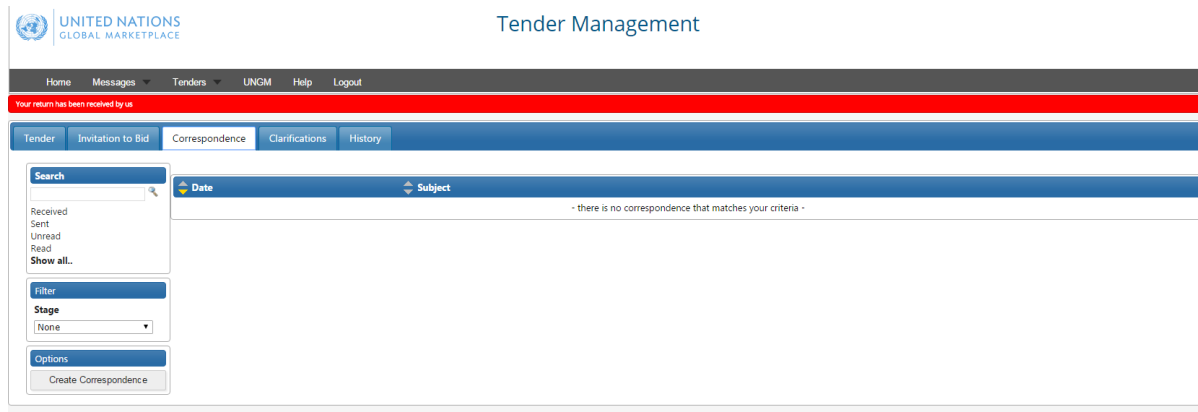 UNITED NATIONS
GLOBAL MARKETPLACE
Tender Management
Home Messages Tenders UNGM Help Logout
Your return has been received by us
Tender Invitation to Bid Correspondence Clarifications History
Search
Date Subject
- there is no correspondence that matches your criteria -
Received
Sent
Unread
Read
Show all..
Filter
Stage
None
Options
Create Correspondence